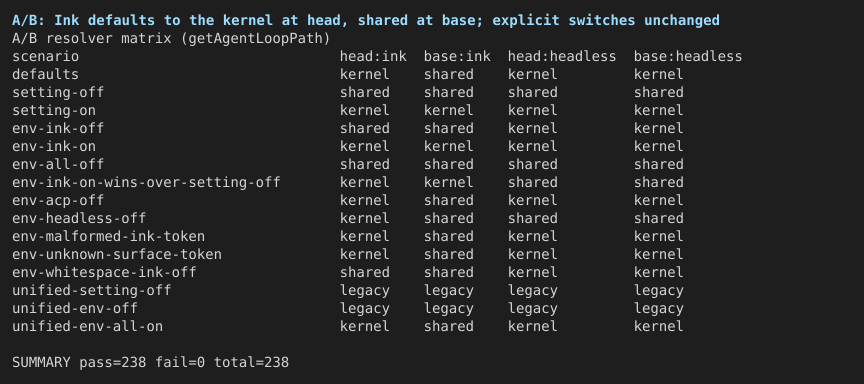 A/B: Ink defaults to the kernel at head, shared at base; explicit switches unchanged
A/B resolver matrix (getAgentLoopPath)
scenario head:ink base:ink head:headless base:headless
defaults kernel shared kernel kernel
setting-off shared shared shared shared
setting-on kernel kernel kernel kernel
env-ink-off shared shared kernel kernel
env-ink-on kernel kernel kernel kernel
env-all-off shared shared shared shared
env-ink-on-wins-over-setting-off kernel kernel shared shared
env-acp-off kernel shared kernel kernel
env-headless-off kernel shared shared shared
env-malformed-ink-token kernel shared kernel kernel
env-unknown-surface-token kernel shared kernel kernel
env-whitespace-ink-off shared shared kernel kernel
unified-setting-off legacy legacy legacy legacy
unified-env-off legacy legacy legacy legacy
unified-env-all-on kernel shared kernel kernel
SUMMARY pass=238 fail=0 total=238